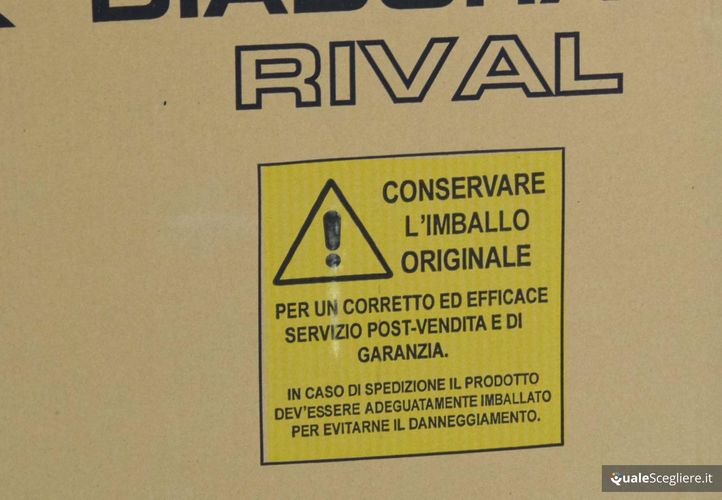 RIVAL
CONSERVARE
L'IMBALLO
ORIGINALE
PER UN CORRETTO ED EFFICACE
SERVIZIO POST-VENDITA E DI
GARANZIA.
IN CASO DI SPEDIZIONE IL PRODOTTO
DEV'ESSERE ADEGUATAMENTE IMBALLATO
PER EVITARNE IL DANNEGGIAMENTO.
QualeScegliere.it